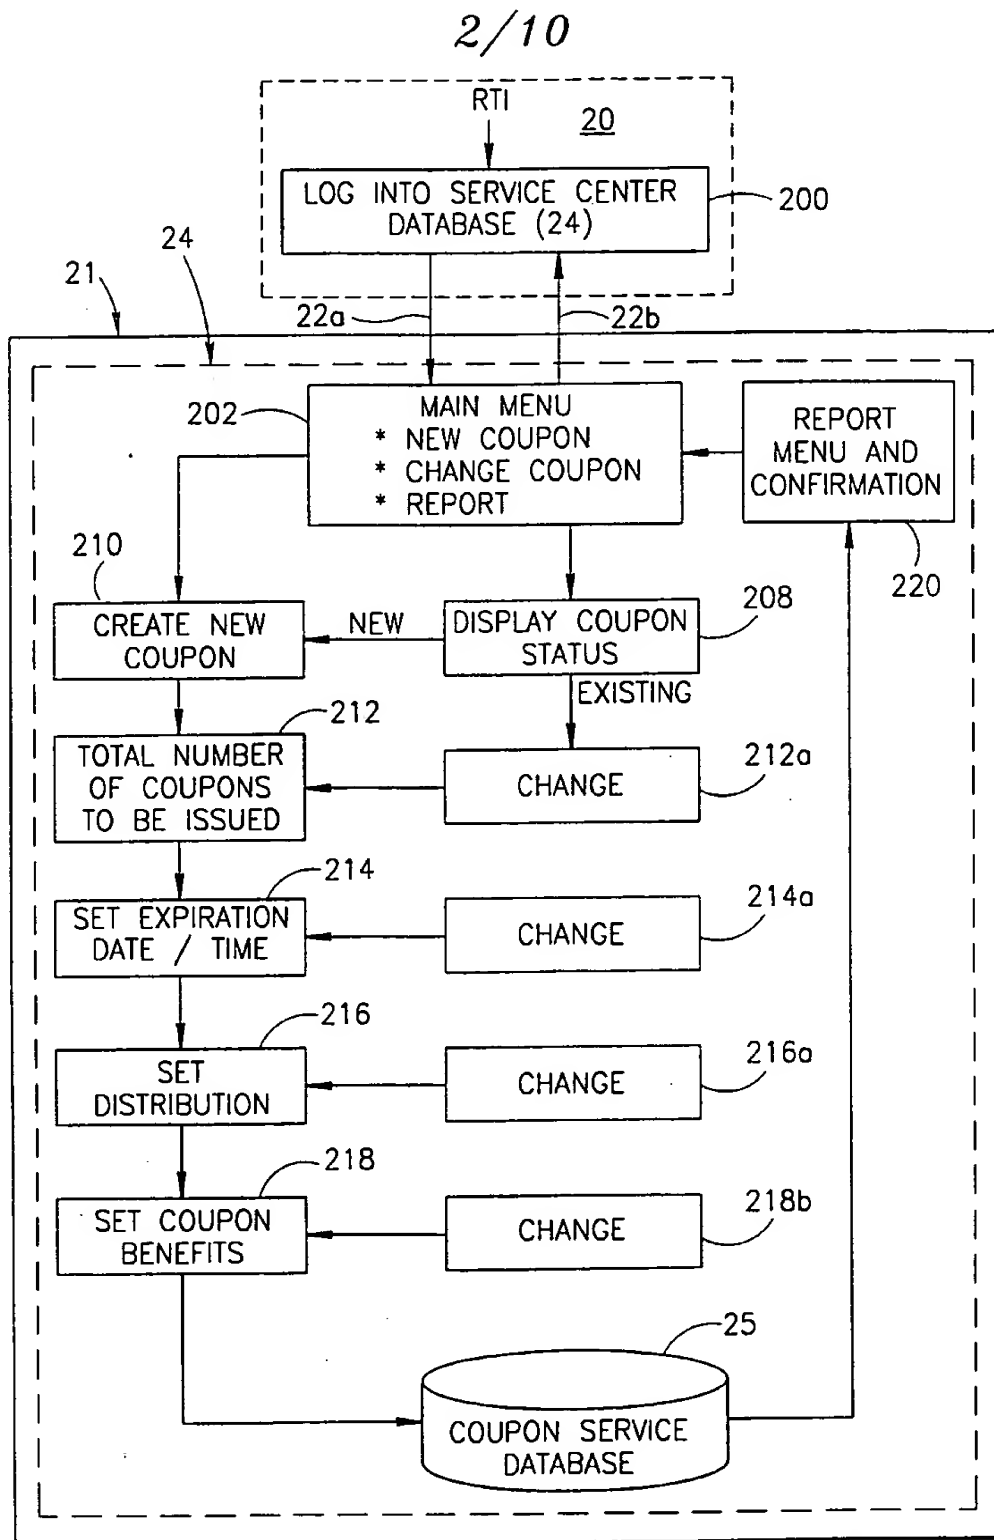 2/10
RTI
20
LOG INTO SERVICE CENTER
DATABASE (24)
200
24
21
22a
22b
202
MAIN MENU
* NEW COUPON
* CHANGE COUPON
* REPORT
REPORT
MENU AND
CONFIRMATION
220
210
CREATE NEW
COUPON
NEW
DISPLAY COUPON
STATUS
208
EXISTING
212
TOTAL NUMBER
OF COUPONS
TO BE ISSUED
CHANGE
212a
214
SET EXPIRATION
DATE / TIME
CHANGE
214a
216
SET
DISTRIBUTION
CHANGE
216a
218
SET COUPON
BENEFITS
CHANGE
218b
25
COUPON SERVICE
DATABASE